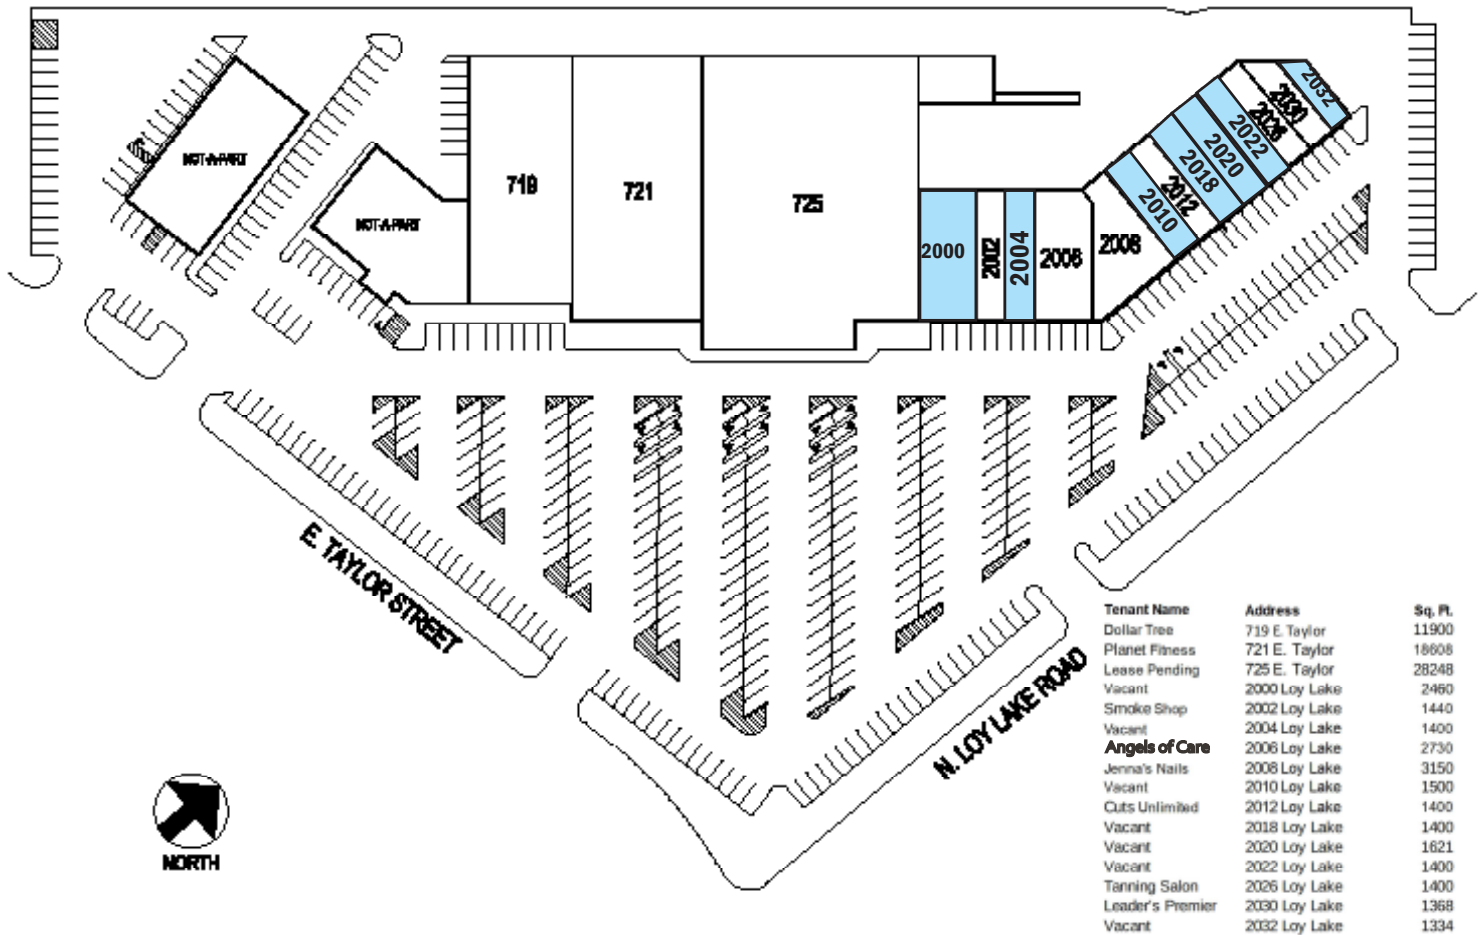 2032
2030
2026
2022
2020
2018
2012
2010
NOT-A-PART
NOT-A-PART
719
721
725
2000
2002
2004
2006
2008
E. TAYLOR STREET
N. LOY LAKE ROAD
NORTH
Tenant Name Address Sq. Ft.
Dollar Tree 719 E. Taylor 11900
Planet Fitness 721 E. Taylor 18608
Lease Pending 725 E. Taylor 28248
Vacant 2000 Loy Lake 2460
Smoke Shop 2002 Loy Lake 1440
Vacant 2004 Loy Lake 1400
Angels of Care 2006 Loy Lake 2730
Jenna's Nails 2008 Loy Lake 3150
Vacant 2010 Loy Lake 1500
Cuts Unlimited 2012 Loy Lake 1400
Vacant 2018 Loy Lake 1400
Vacant 2020 Loy Lake 1621
Vacant 2022 Loy Lake 1400
Tanning Salon 2026 Loy Lake 1400
Leader's Premier 2030 Loy Lake 1368
Vacant 2032 Loy Lake 1334